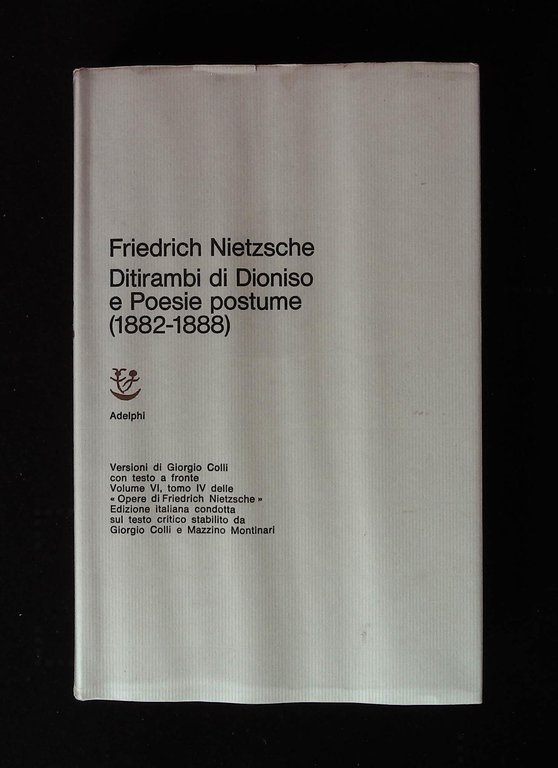 Friedrich Nietzsche
Ditirambi di Dioniso
e Poesie postume
(1882-1888)
Adelphi
Versioni di Giorgio Colli
con testo a fronte
Volume VI, tomo IV delle
« Opere di Friedrich Nietzsche »
Edizione italiana condotta
sul testo critico stabilito da
Giorgio Colli e Mazzino Montinari